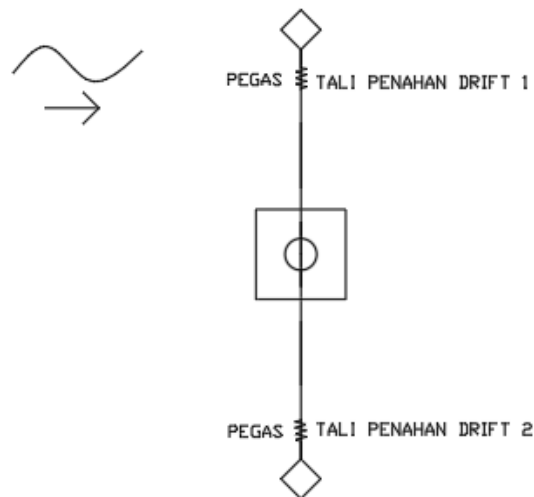 PEGAS TALI PENAHAN DRIFT 1
PEGAS TALI PENAHAN DRIFT 2